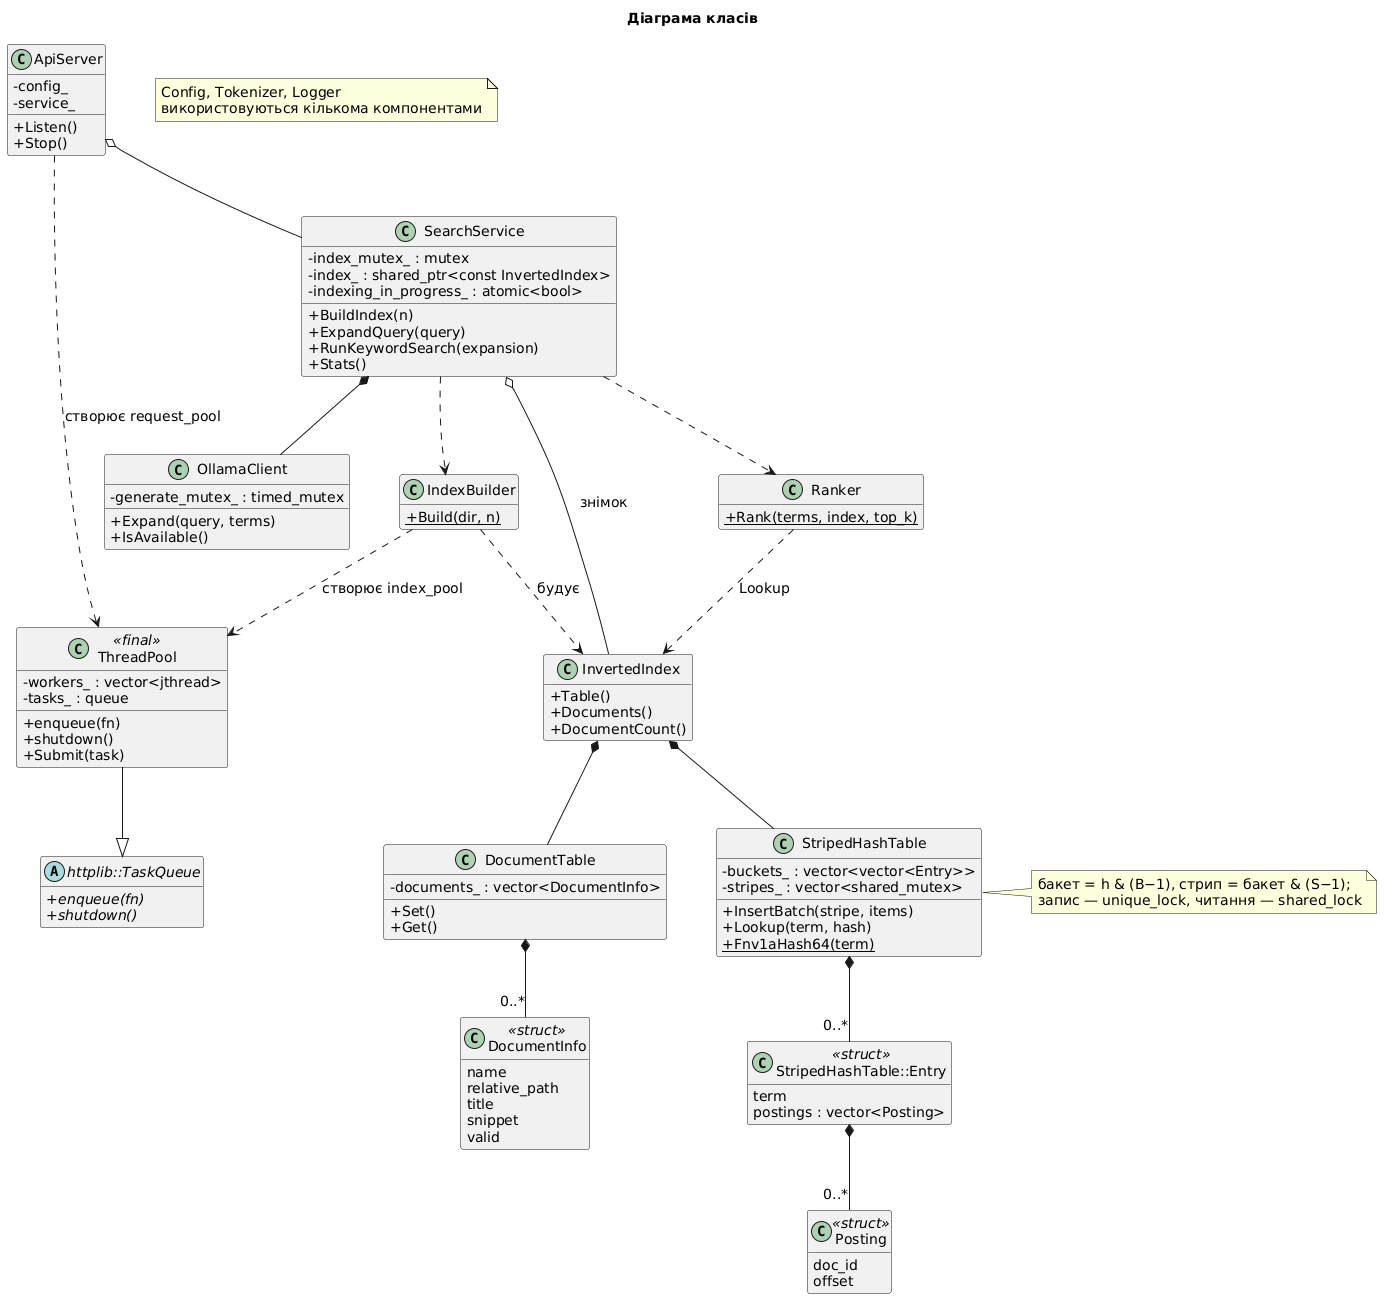 Діаграма класів
C ApiServer
-config_
-service_
+Listen()
+Stop()
Config, Tokenizer, Logger
використовуються кількома компонентами
C SearchService
-index_mutex_ : mutex
-index_ : shared_ptr<const InvertedIndex>
-indexing_in_progress_ : atomic<bool>
+BuildIndex(n)
+ExpandQuery(query)
+RunKeywordSearch(expansion)
+Stats()
створює request_pool
C OllamaClient
-generate_mutex_ : timed_mutex
+Expand(query, terms)
+IsAvailable()
C IndexBuilder
+Build(dir, n)
знімок
C Ranker
+Rank(terms, index, top_k)
створює index_pool
будує
Lookup
«final»
C ThreadPool
-workers_ : vector<jthread>
-tasks_ : queue
+enqueue(fn)
+shutdown()
+Submit(task)
C InvertedIndex
+Table()
+Documents()
+DocumentCount()
A httplib::TaskQueue
+enqueue(fn)
+shutdown()
C DocumentTable
-documents_ : vector<DocumentInfo>
+Set()
+Get()
C StripedHashTable
-buckets_ : vector<vector<Entry>>
-stripes_ : vector<shared_mutex>
+InsertBatch(stripe, items)
+Lookup(term, hash)
+Fnv1aHash64(term)
бакет = h & (B−1), стрип = бакет & (S−1);
запис — unique_lock, читання — shared_lock
0..*
«struct»
C DocumentInfo
name
relative_path
title
snippet
valid
0..*
«struct»
C StripedHashTable::Entry
term
postings : vector<Posting>
0..*
«struct»
C Posting
doc_id
offset